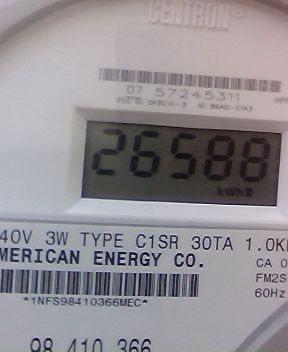 CENTRON®
07 57245311
26588
kWh
40V 3W TYPE C1SR 30TA 1.0K
MERICAN ENERGY CO.
CA 0
FM2S
60Hz
*1NFS98410366MEC*
98 410 366